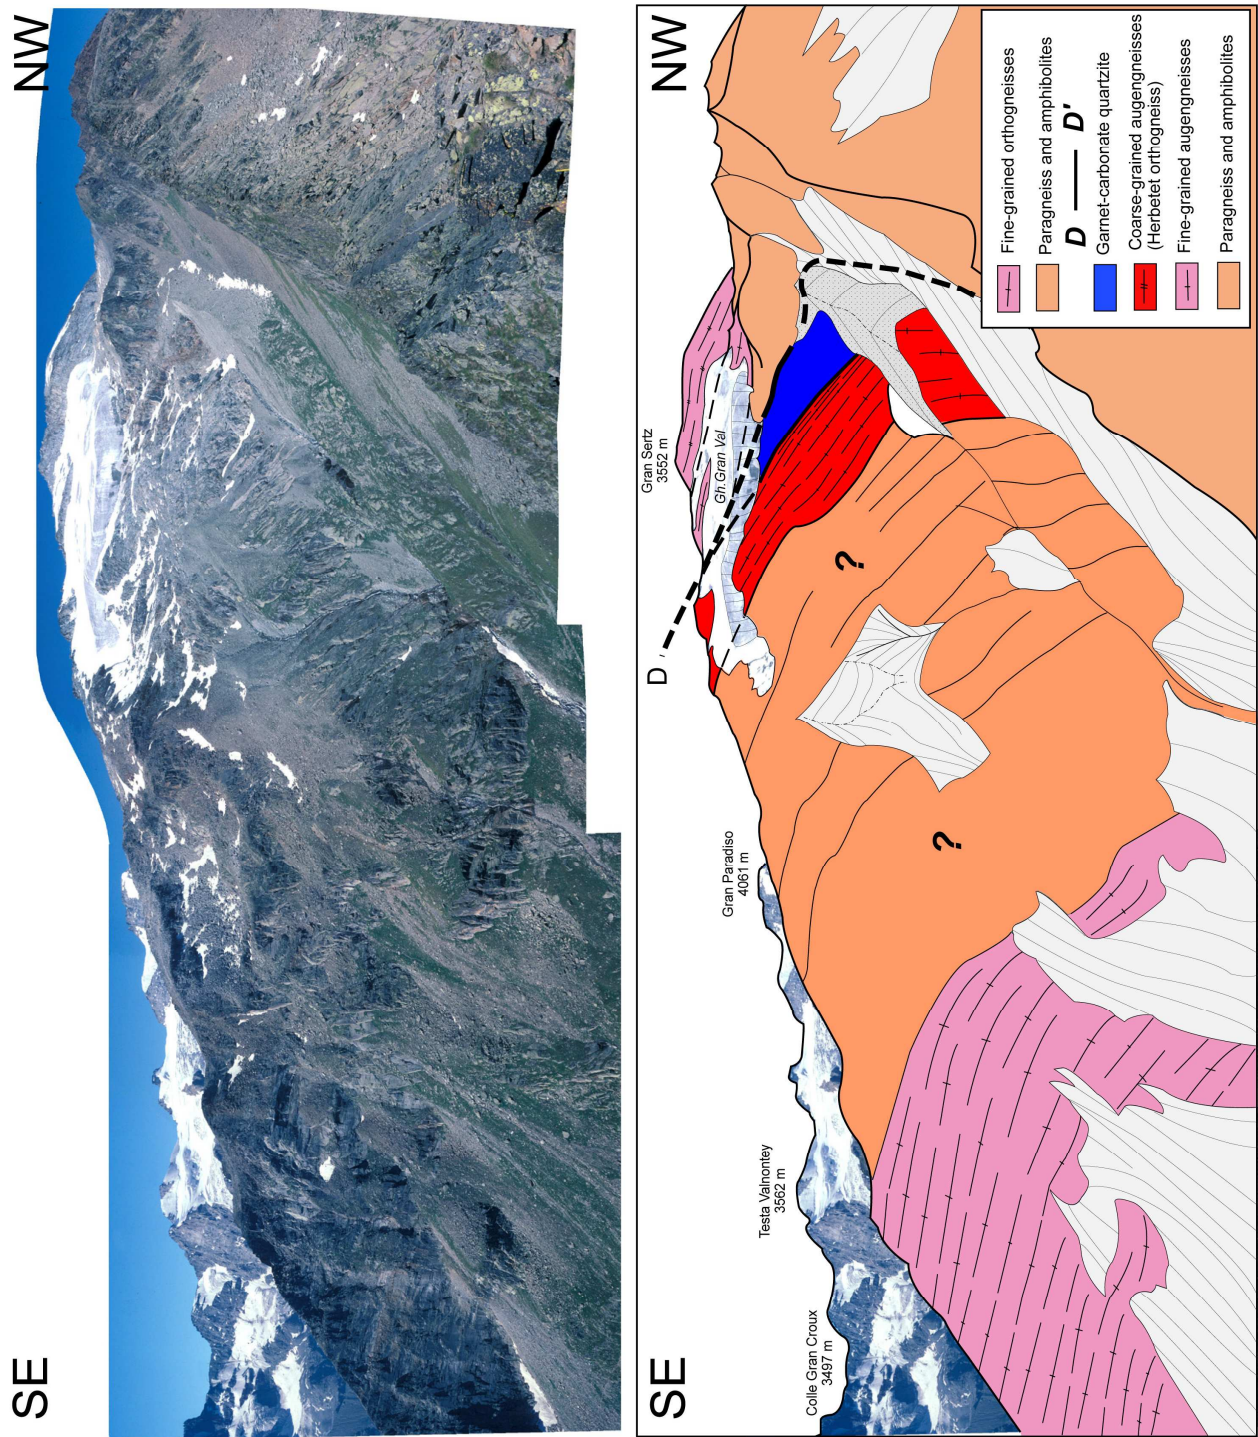 SE
NW
SE
NW
Colle Gran Croux
3497 m
Testa Valnontey
3562 m
Gran Paradiso
4061 m
D
Gran Sertz
3552 m
Gh. Gran Val
?
?
Fine-grained orthogneisses
Paragneiss and amphibolites
D — D'
Garnet-carbonate quartzite
Coarse-grained augengneisses
(Herbetet orthogneiss)
Fine-grained augengneisses
Paragneiss and amphibolites